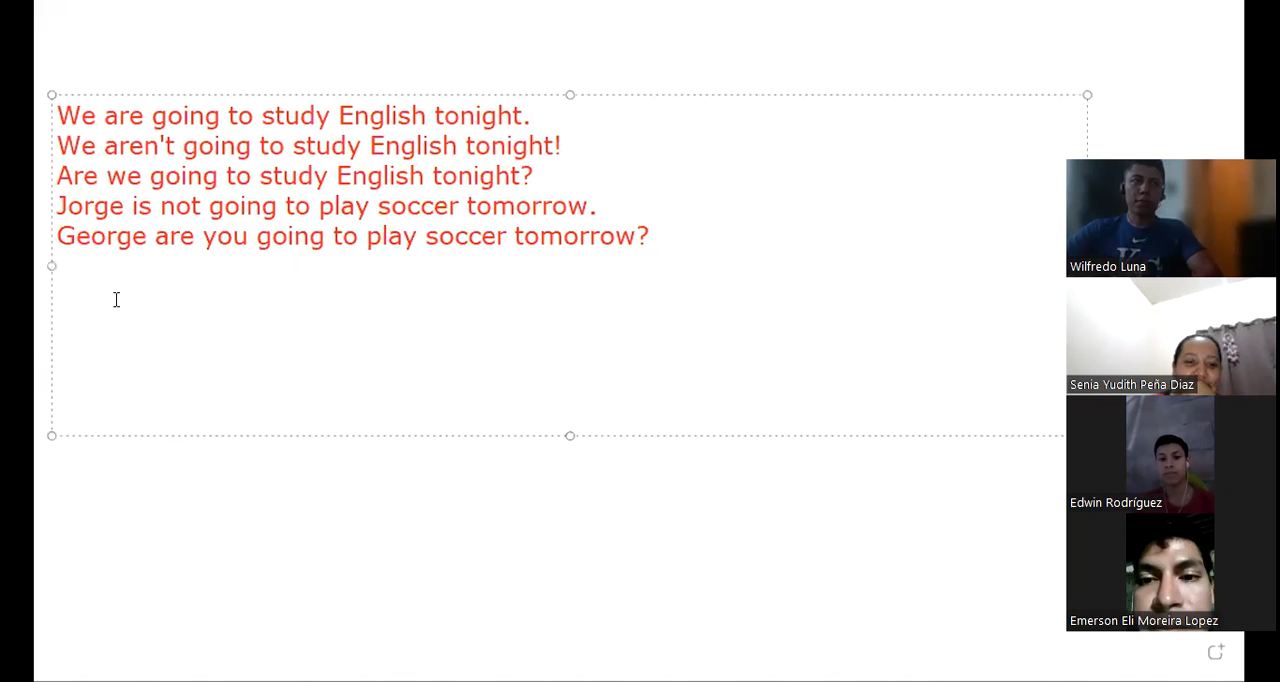 We are going to study English tonight.
We aren't going to study English tonight!
Are we going to study English tonight?
Jorge is not going to play soccer tomorrow.
George are you going to play soccer tomorrow?
Wilfredo Luna
Senia Yudith Peña Diaz
Edwin Rodríguez
Emerson Eli Moreira Lopez